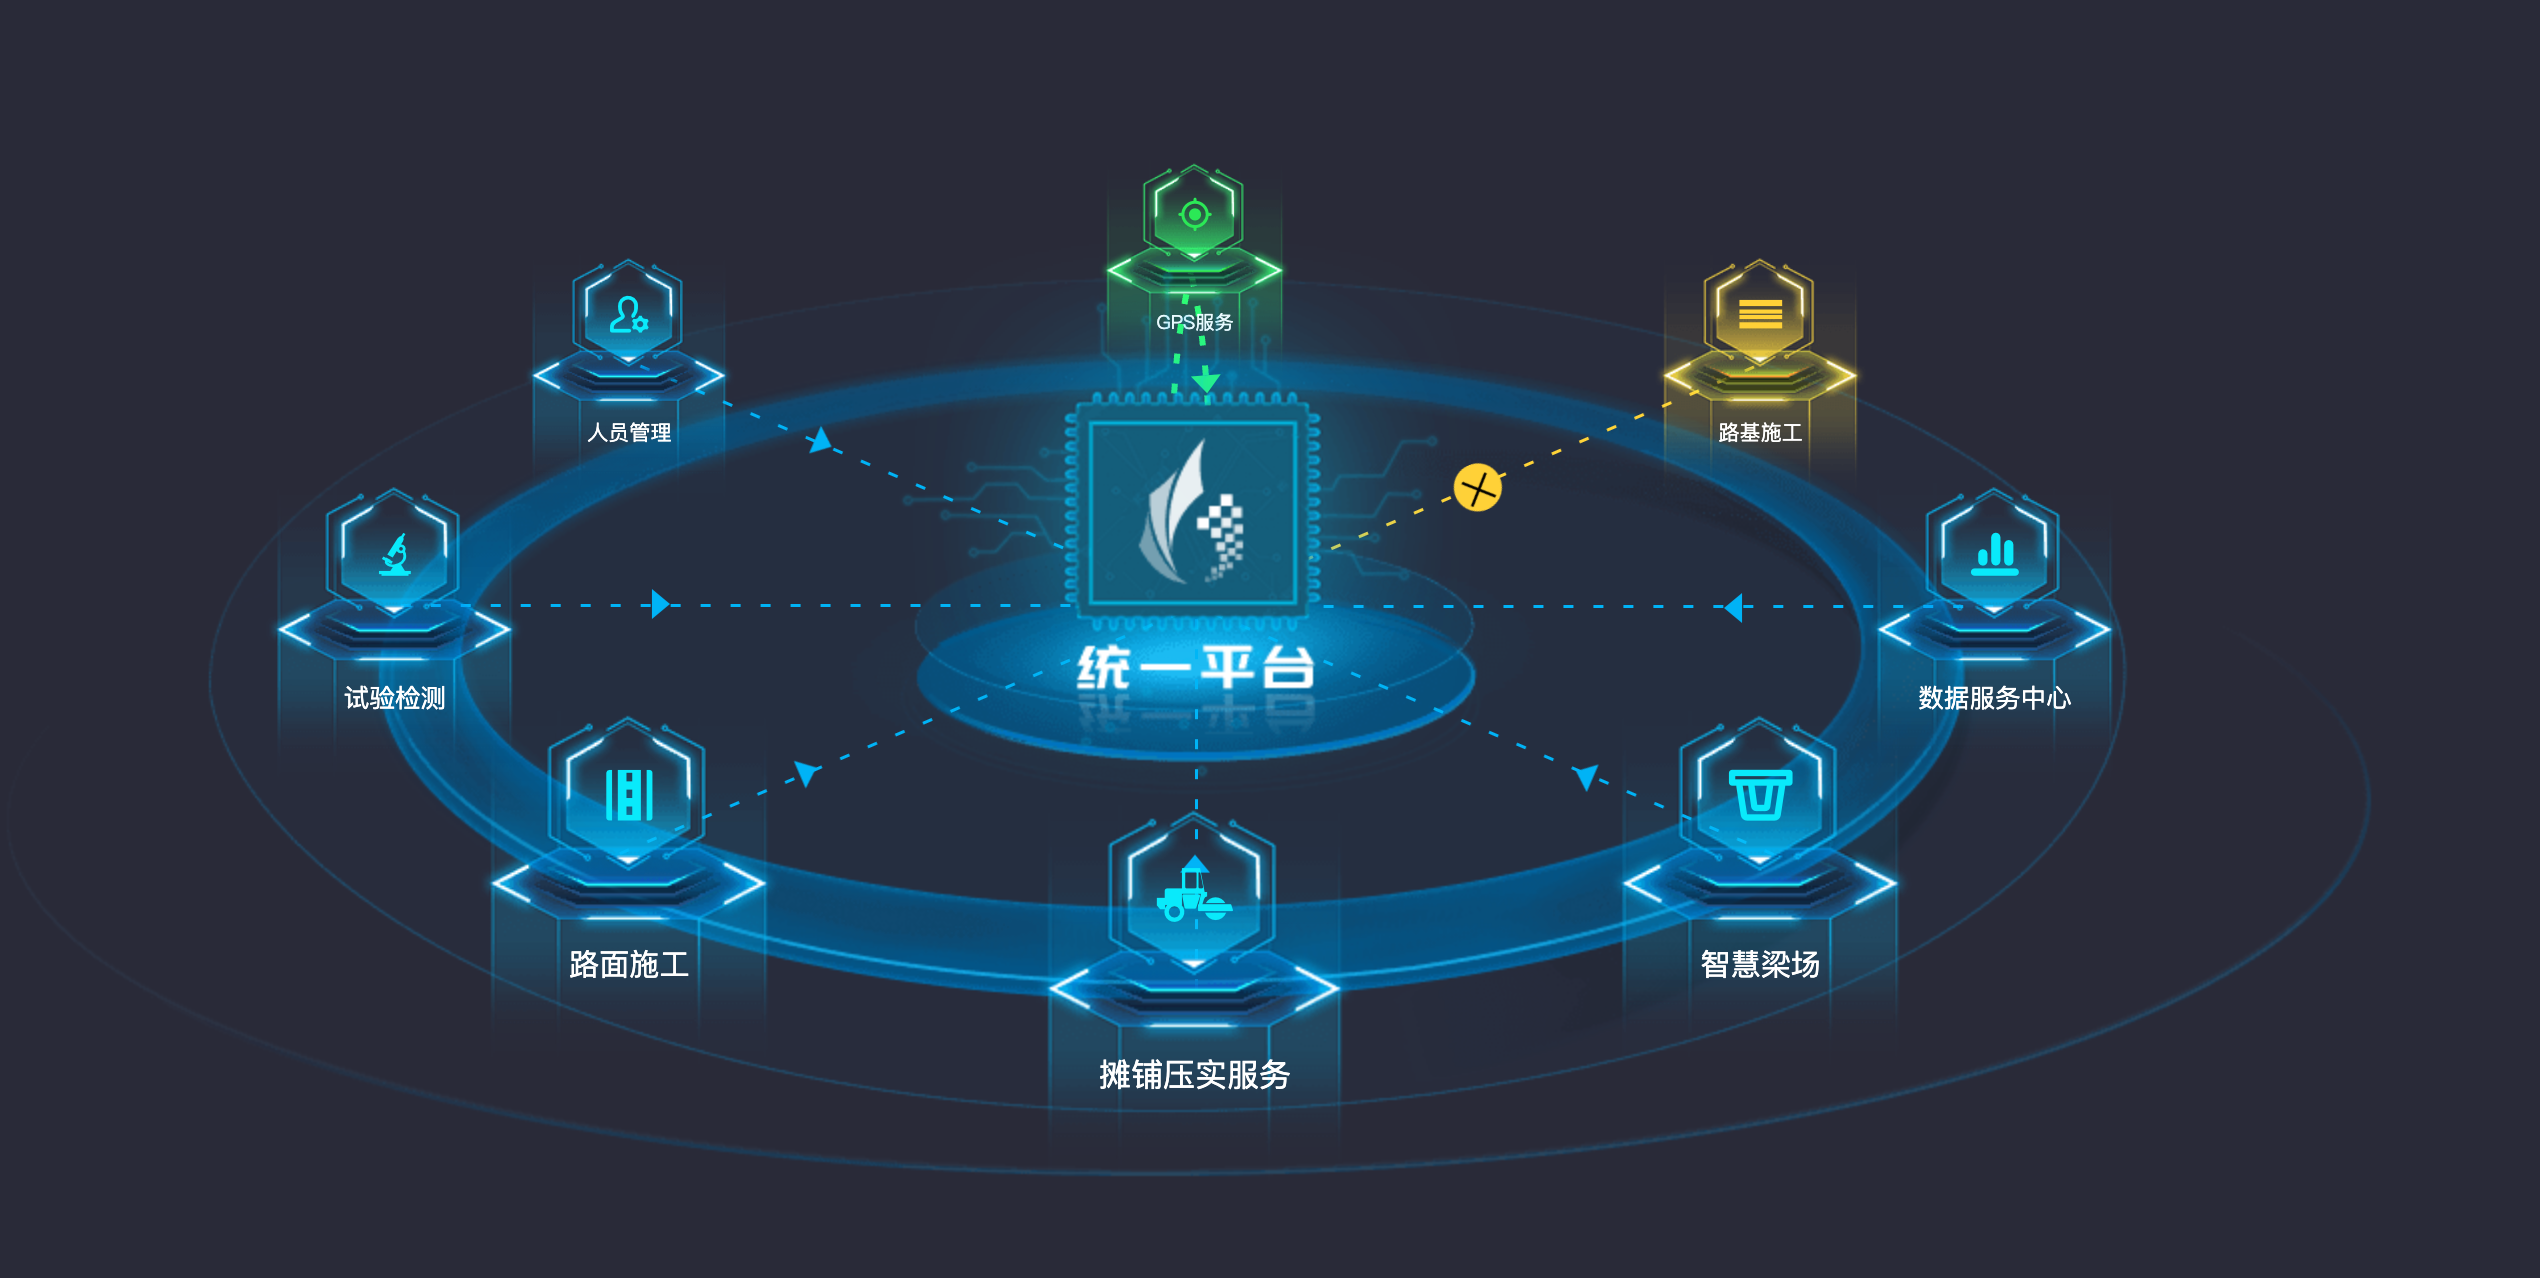 GPS服务
人员管理
路基施工
统一平台
试验检测
数据服务中心
路面施工
智慧梁场
摊铺压实服务